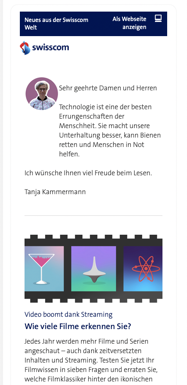 Neues aus der Swisscom
Welt
Als Webseite
anzeigen
swisscom
Sehr geehrte Damen und Herren
Technologie ist eine der besten
Errungenschaften der
Menschheit. Sie macht unsere
Unterhaltung besser, kann Bienen
retten und Menschen in Not
helfen.
Ich wünsche Ihnen viel Freude beim Lesen.
Tanja Kammermann
Video boomt dank Streaming
Wie viele Filme erkennen Sie?
Jedes Jahr werden mehr Filme und Serien
angeschaut – auch dank zeitversetzten
Inhalten und Streaming. Testen Sie jetzt Ihr
Filmwissen in sieben Fragen und erraten Sie,
welche Filmklassiker hinter den ikonischen